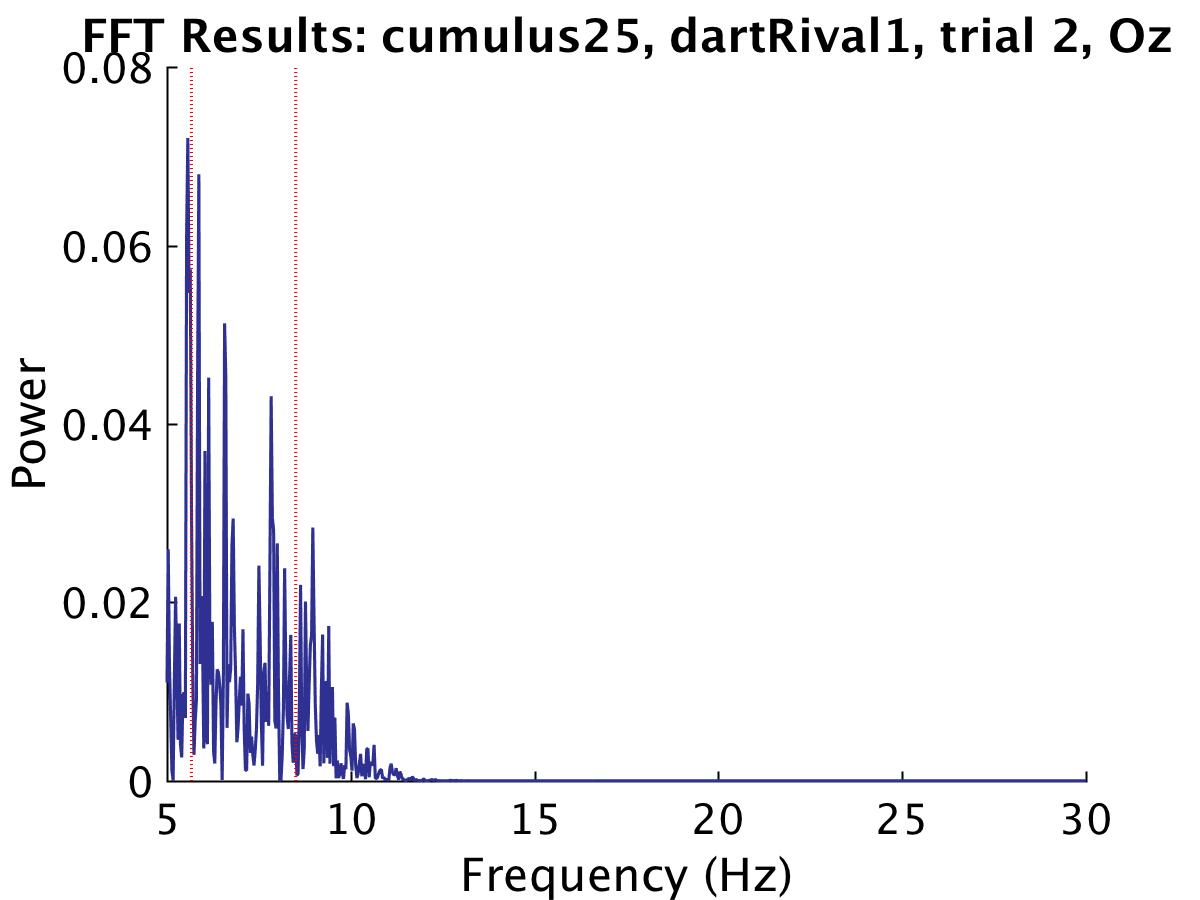 FFT Results: cumulus25, dartRival1, trial 2, Oz
0.08
0.06
0.04
0.02
0
Power
5 10 15 20 25 30
Frequency (Hz)